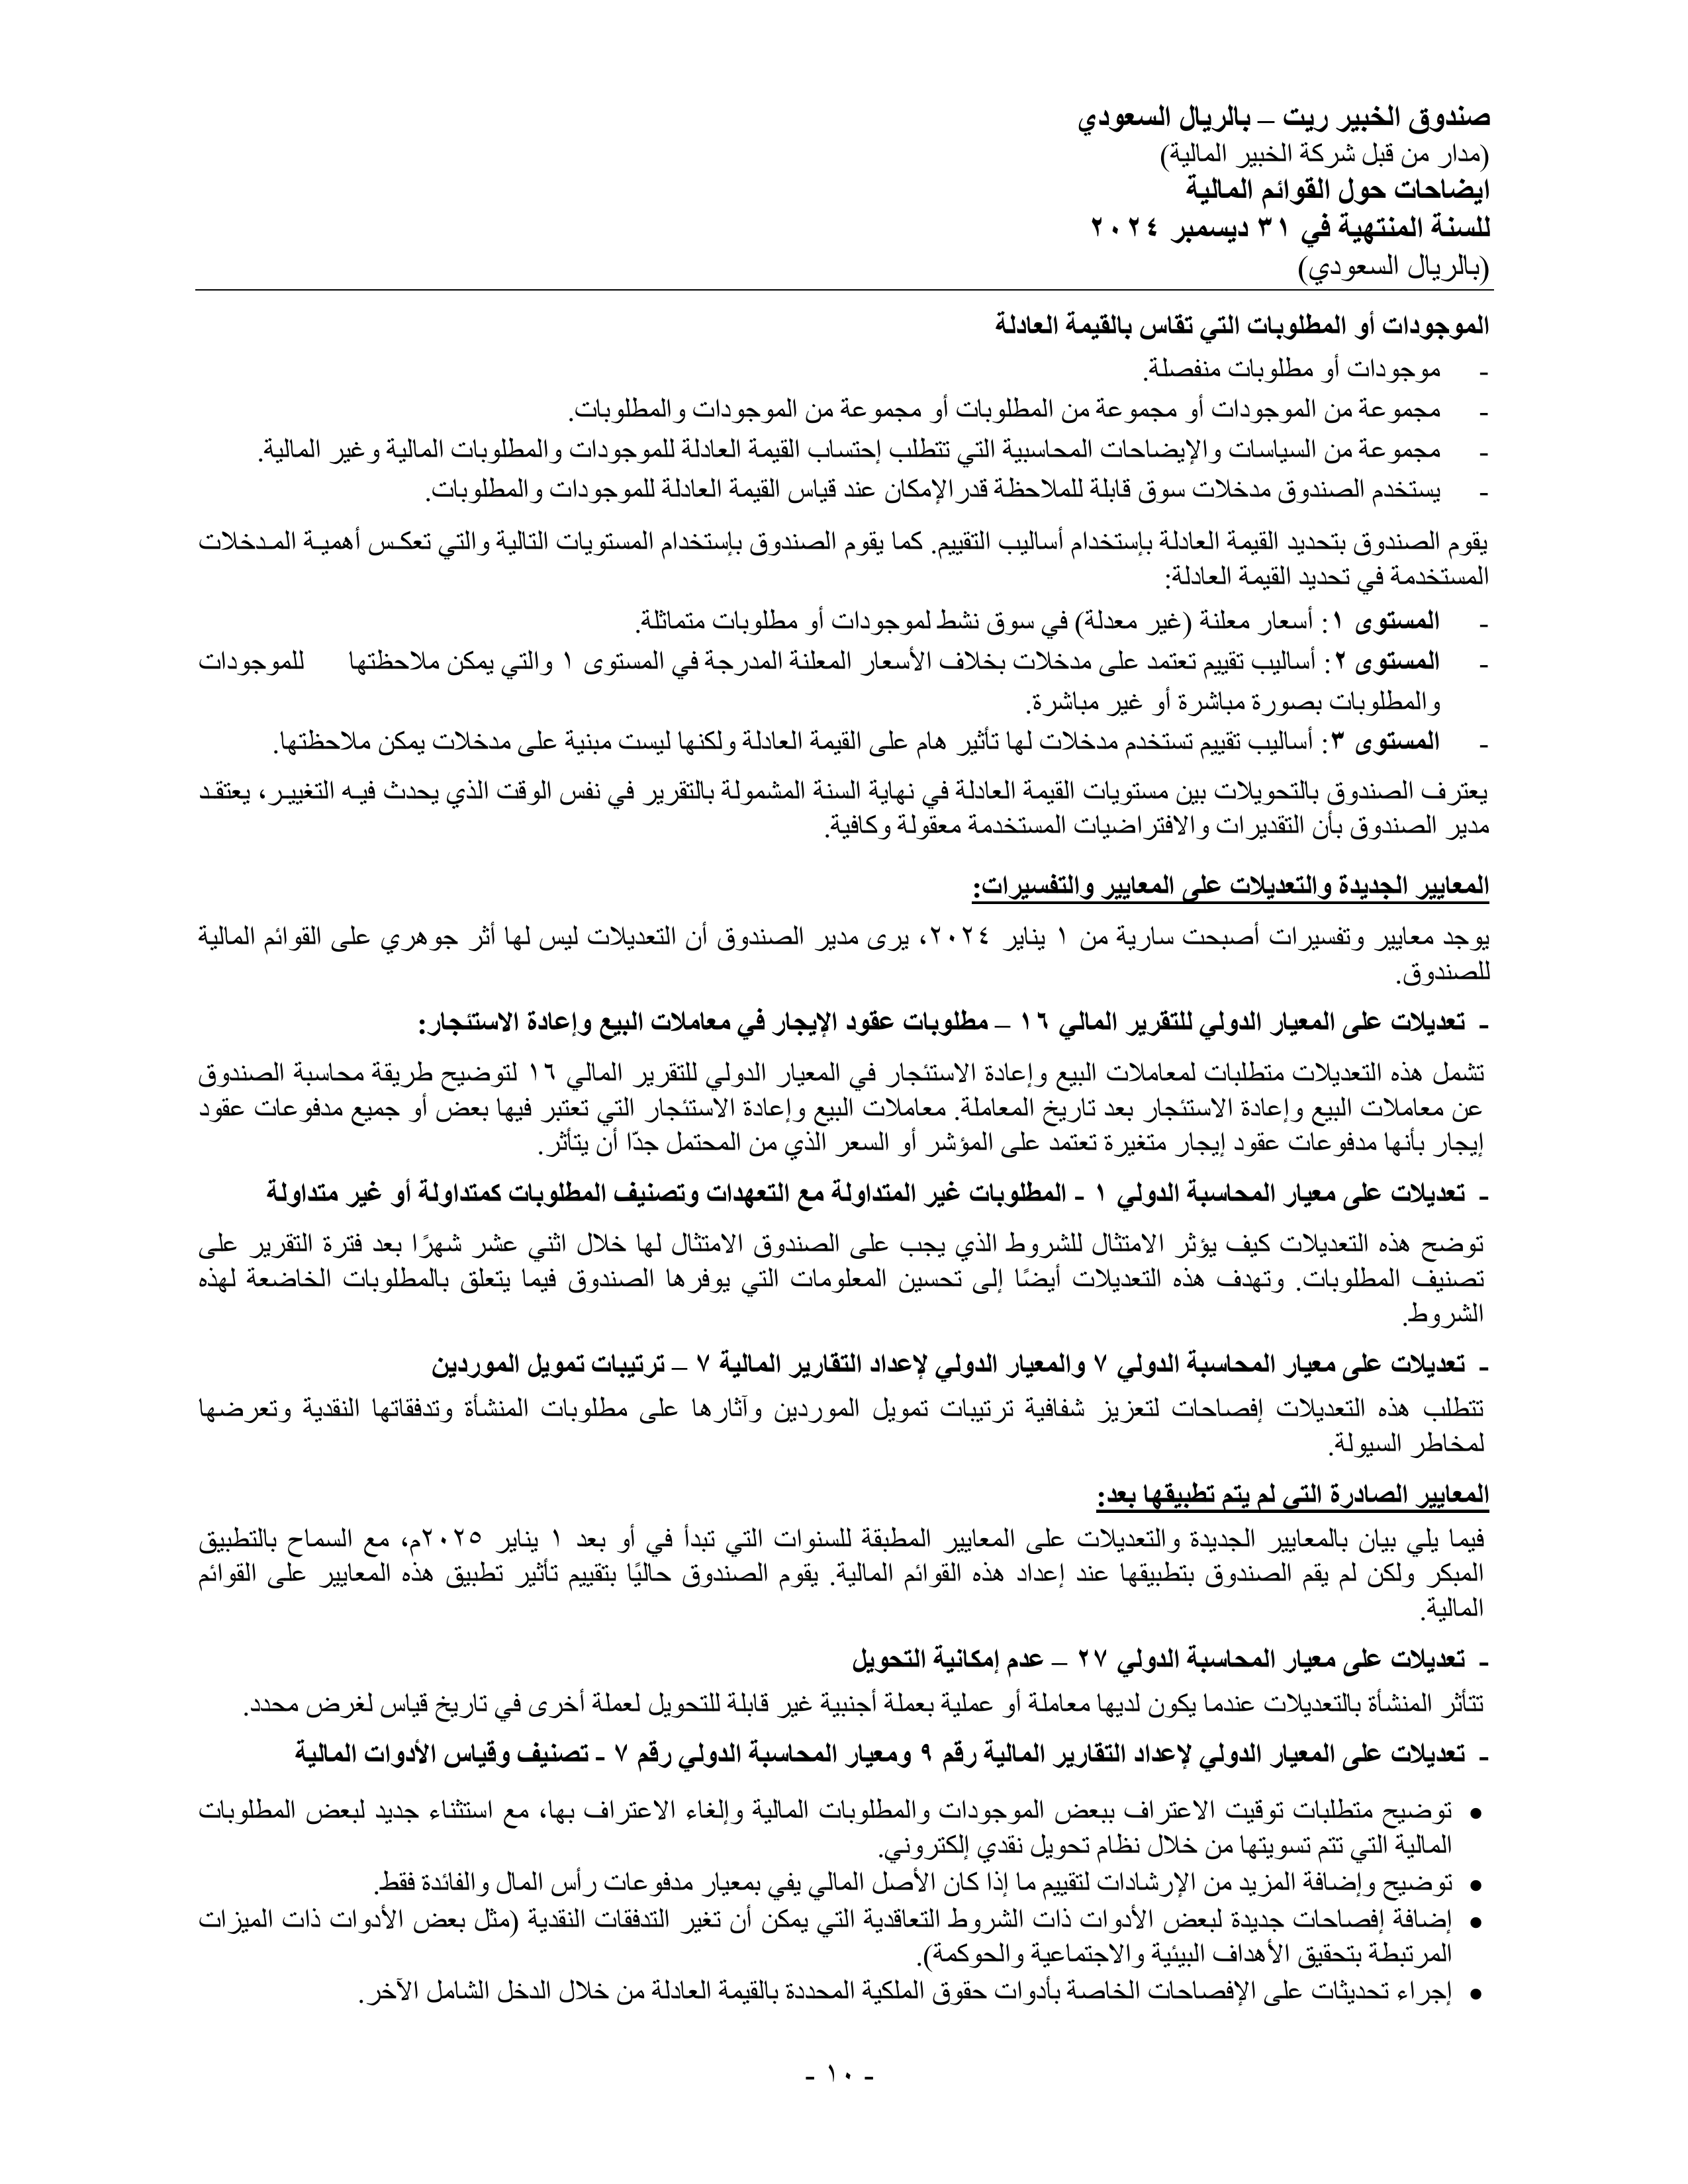 صندوق الخبير ريت – بالريال السعودي
(مدار من قبل شركة الخبير المالية)
ايضاحات حول القوائم المالية
للسنة المنتهية في ٣١ ديسمبر ٢٠٢٤
(بالريال السعودي)
الموجودات أو المطلوبات التي تقاس بالقيمة العادلة
- موجودات أو مطلوبات منفصلة.
- مجموعة من الموجودات أو مجموعة من المطلوبات أو مجموعة من الموجودات والمطلوبات.
- مجموعة من السياسات والإيضاحات المحاسبية التي تتطلب إحتساب القيمة العادلة للموجودات والمطلوبات المالية وغير المالية.
- يستخدم الصندوق مدخلات سوق قابلة للملاحظة قدر الإمكان عند قياس القيمة العادلة للموجودات والمطلوبات.
يقوم الصندوق بتحديد القيمة العادلة بإستخدام أساليب التقييم. كما يقوم الصندوق بإستخدام المستويات التالية والتي تعكس أهمية المدخلات
المستخدمة في تحديد القيمة العادلة:
- المستوى ١: أسعار معلنة (غير معدلة) في سوق نشط لموجودات أو مطلوبات متماثلة.
- المستوى ٢: أساليب تقييم تعتمد على مدخلات بخلاف الأسعار المعلنة المدرجة في المستوى ١ والتي يمكن ملاحظتها للموجودات
والمطلوبات بصورة مباشرة أو غير مباشرة.
- المستوى ٣: أساليب تقييم تستخدم مدخلات لها تأثير هام على القيمة العادلة ولكنها ليست مبنية على مدخلات يمكن ملاحظتها.
يعترف الصندوق بالتحويلات بين مستويات القيمة العادلة في نهاية السنة المشمولة بالتقرير في نفس الوقت الذي يحدث فيه التغيير، يعتقد
مدير الصندوق بأن التقديرات والافتراضيات المستخدمة معقولة وكافية.
المعايير الجديدة والتعديلات على المعايير والتفسيرات:
يوجد معايير وتفسيرات أصبحت سارية من ١ يناير ٢٠٢٤، يرى مدير الصندوق أن التعديلات ليس لها أثر جوهري على القوائم المالية
للصندوق.
- تعديلات على المعيار الدولي للتقرير المالي ١٦ – مطلوبات عقود الإيجار في معاملات البيع وإعادة الاستئجار:
تشمل هذه التعديلات متطلبات لمعاملات البيع وإعادة الاستئجار في المعيار الدولي للتقرير المالي ١٦ لتوضيح طريقة محاسبة الصندوق
عن معاملات البيع وإعادة الاستئجار بعد تاريخ المعاملة. معاملات البيع وإعادة الاستئجار التي تعتبر فيها بعض أو جميع مدفوعات عقود
إيجار بأنها مدفوعات عقود إيجار متغيرة تعتمد على المؤشر أو السعر الذي من المحتمل جدّا أن يتأثر.
- تعديلات على معيار المحاسبة الدولي ١ - المطلوبات غير المتداولة مع التعهدات وتصنيف المطلوبات كمتداولة أو غير متداولة
توضح هذه التعديلات كيف يؤثر الامتثال للشروط الذي يجب على الصندوق الامتثال لها خلال اثني عشر شهرًا بعد فترة التقرير على
تصنيف المطلوبات. وتهدف هذه التعديلات أيضًا إلى تحسين المعلومات التي يوفرها الصندوق فيما يتعلق بالمطلوبات الخاضعة لهذه
الشروط.
- تعديلات على معيار المحاسبة الدولي ٧ والمعيار الدولي لإعداد التقارير المالية ٧ – ترتيبات تمويل الموردين
تتطلب هذه التعديلات إفصاحات لتعزيز شفافية ترتيبات تمويل الموردين وآثارها على مطلوبات المنشأة وتدفقاتها النقدية وتعرضها
لمخاطر السيولة.
المعايير الصادرة التي لم يتم تطبيقها بعد:
فيما يلي بيان بالمعايير الجديدة والتعديلات على المعايير المطبقة للسنوات التي تبدأ في أو بعد ١ يناير ٢٠٢٥م، مع السماح بالتطبيق
المبكر ولكن لم يقم الصندوق بتطبيقها عند إعداد هذه القوائم المالية. يقوم الصندوق حاليًا بتقييم تأثير تطبيق هذه المعايير على القوائم
المالية.
- تعديلات على معيار المحاسبة الدولي ٢٧ – عدم إمكانية التحويل
تتأثر المنشأة بالتعديلات عندما يكون لديها معاملة أو عملية بعملة أجنبية غير قابلة للتحويل لعملة أخرى في تاريخ قياس لغرض محدد.
- تعديلات على المعيار الدولي لإعداد التقارير المالية رقم ٩ ومعيار المحاسبة الدولي رقم ٧ - تصنيف وقياس الأدوات المالية
• توضيح متطلبات توقيت الاعتراف ببعض الموجودات والمطلوبات المالية وإلغاء الاعتراف بها، مع استثناء جديد لبعض المطلوبات
المالية التي تتم تسويتها من خلال نظام تحويل نقدي إلكتروني.
• توضيح وإضافة المزيد من الإرشادات لتقييم ما إذا كان الأصل المالي يفي بمعيار مدفوعات رأس المال والفائدة فقط.
• إضافة إفصاحات جديدة لبعض الأدوات ذات الشروط التعاقدية التي يمكن أن تغير التدفقات النقدية (مثل بعض الأدوات ذات الميزات
المرتبطة بتحقيق الأهداف البيئية والاجتماعية والحوكمة).
• إجراء تحديثات على الإفصاحات الخاصة بأدوات حقوق الملكية المحددة بالقيمة العادلة من خلال الدخل الشامل الآخر.
- ١٠ -